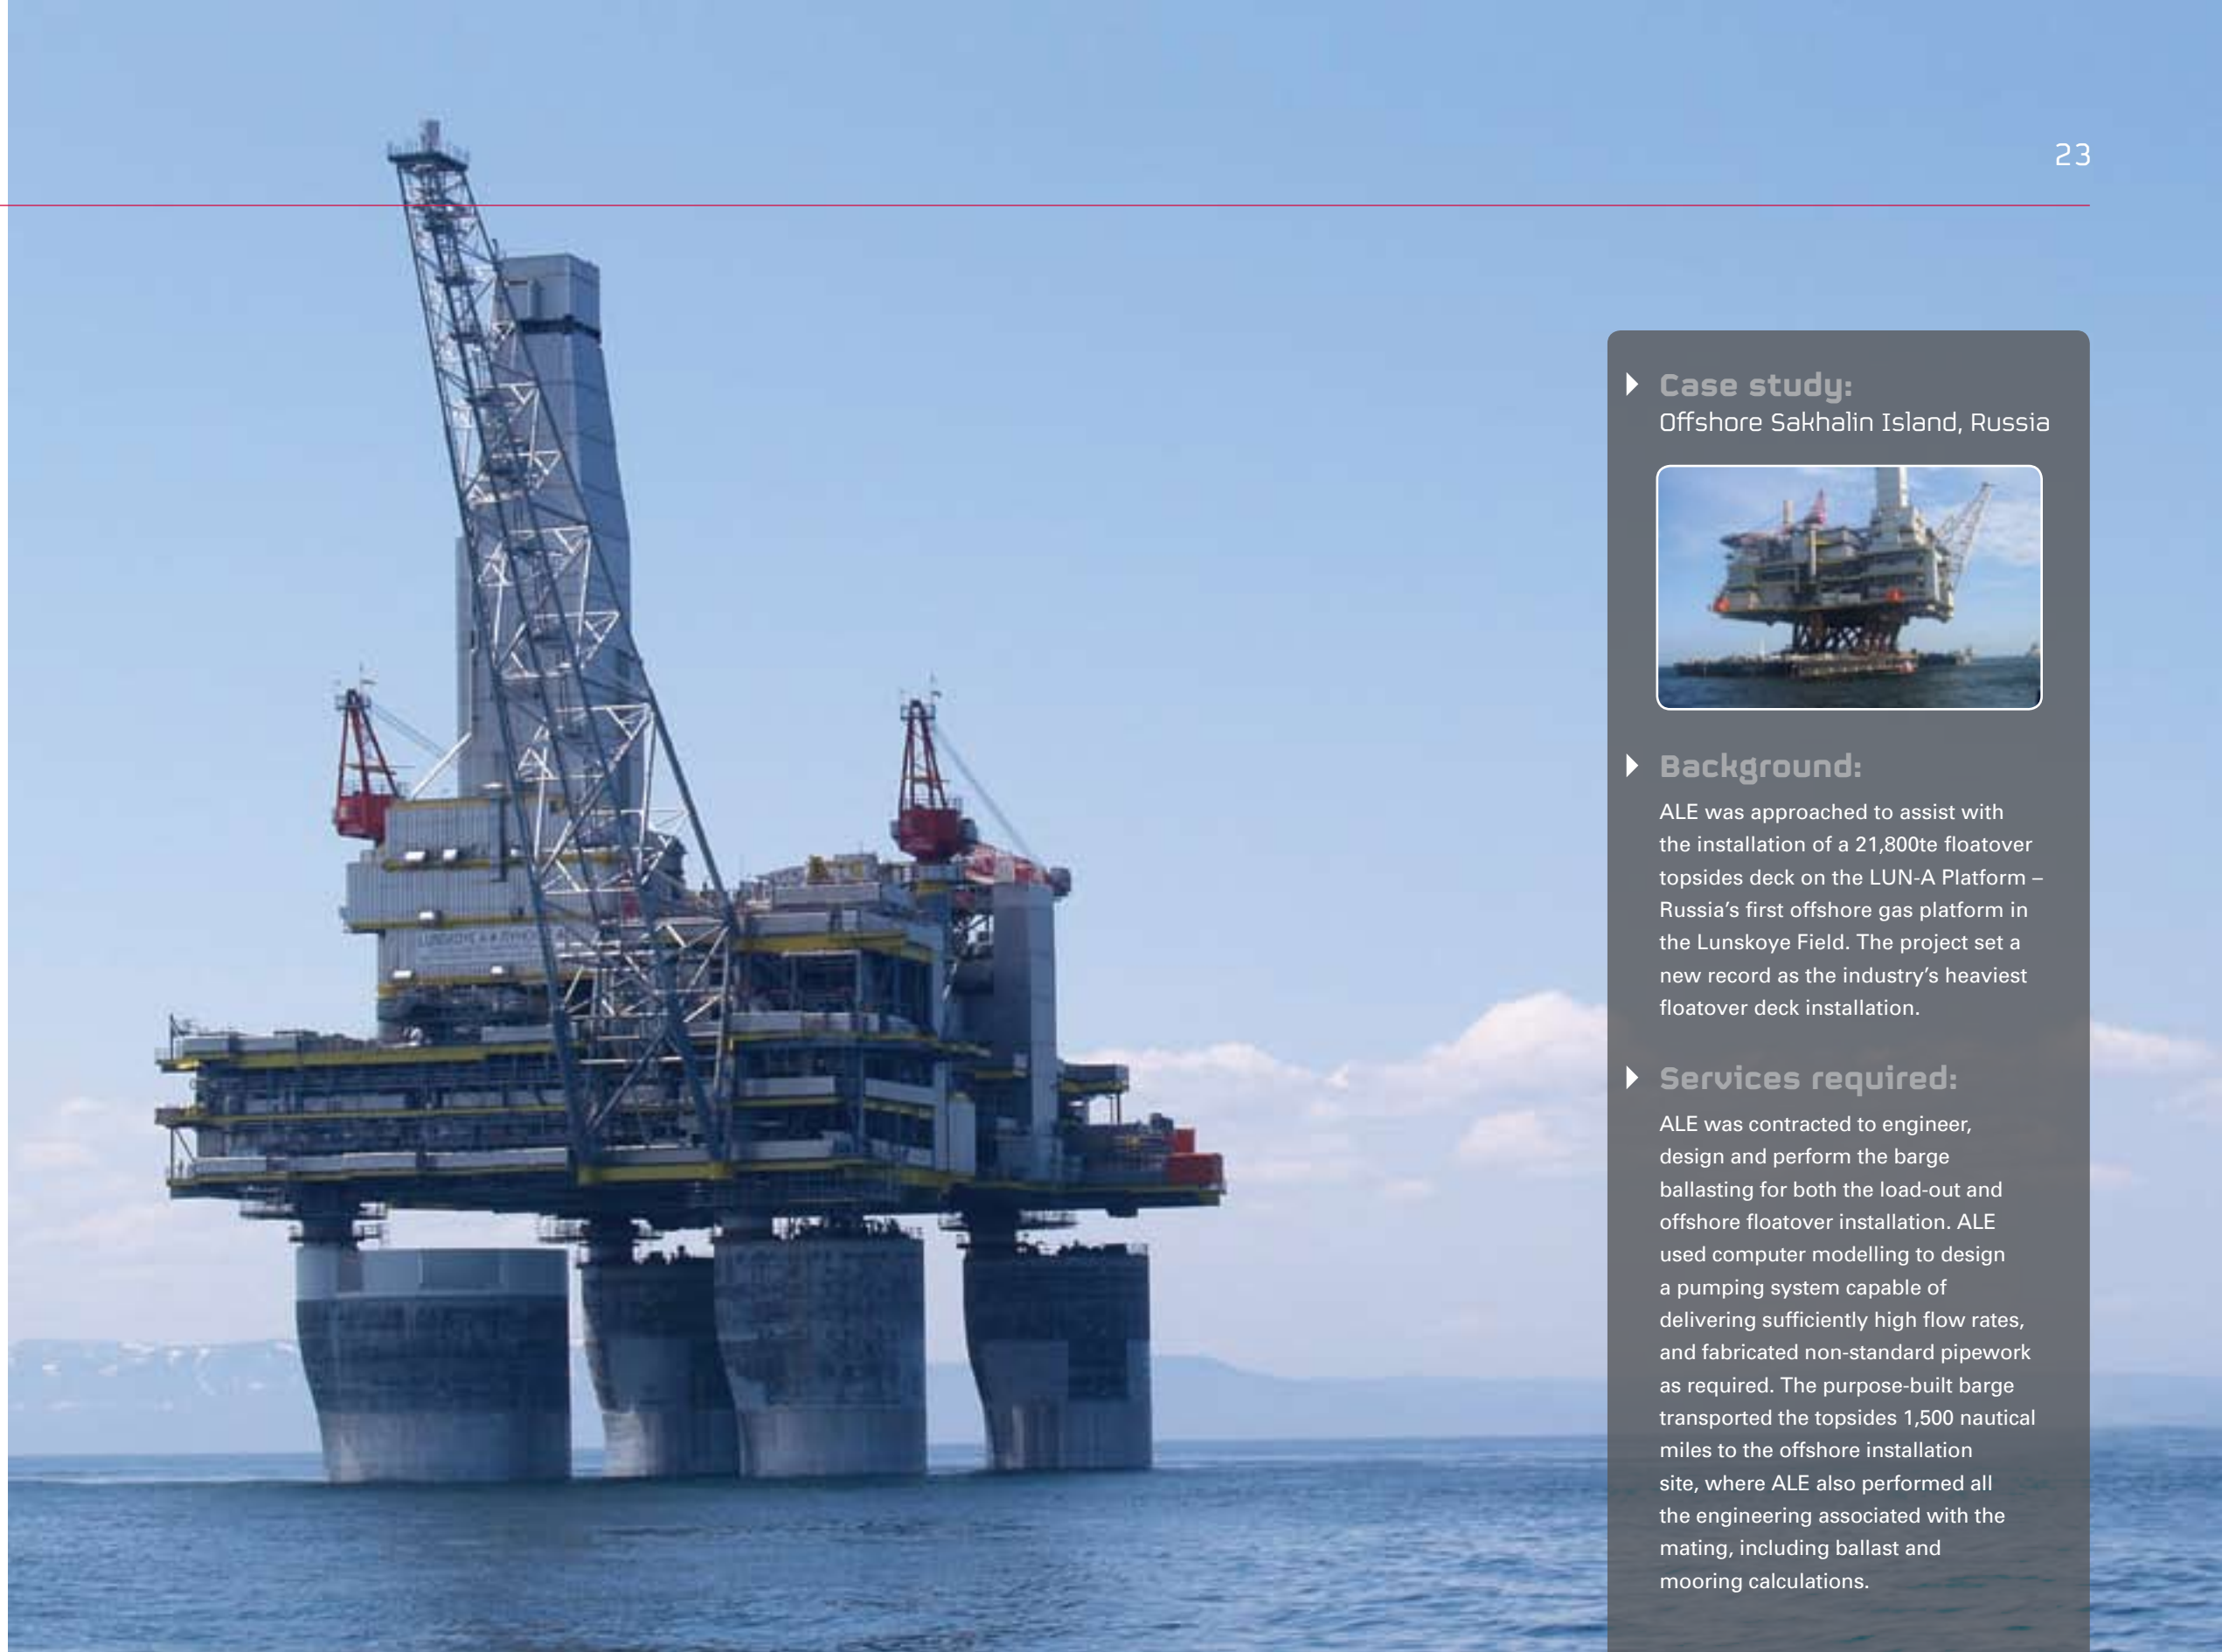 23
Case study:
Offshore Sakhalin Island, Russia
Background:
ALE was approached to assist with
the installation of a 21,800te floatover
topsides deck on the LUN-A Platform –
Russia’s first offshore gas platform in
the Lunskoye Field. The project set a
new record as the industry’s heaviest
floatover deck installation.
Services required:
ALE was contracted to engineer,
design and perform the barge
ballasting for both the load-out and
offshore floatover installation. ALE
used computer modelling to design
a pumping system capable of
delivering sufficiently high flow rates,
and fabricated non-standard pipework
as required. The purpose-built barge
transported the topsides 1,500 nautical
miles to the offshore installation
site, where ALE also performed all
the engineering associated with the
mating, including ballast and
mooring calculations.